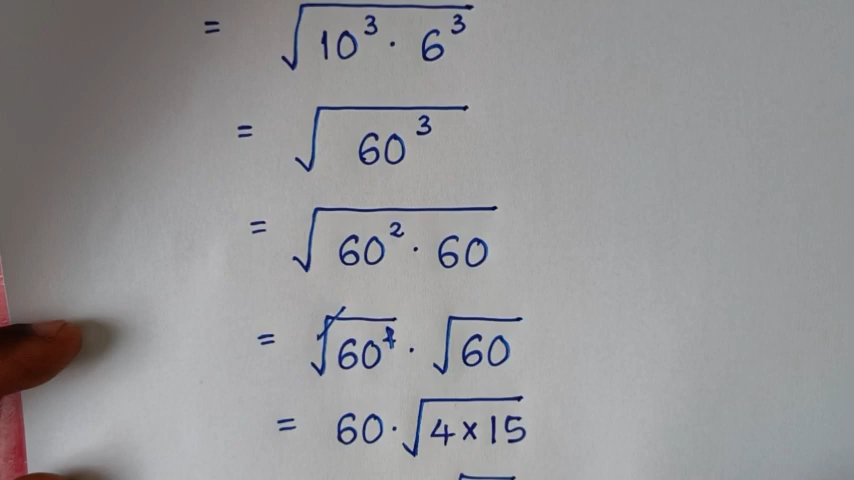 = √(10³ · 6³)
= √(60³)
= √(60² · 60)
= √(60²) · √60
= 60 · √(4 × 15)